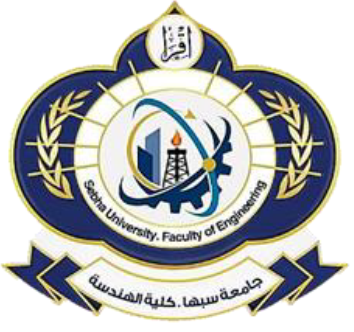 اقرأ
Sebha University. Faculty of Engineering
جامعة سبها . كلية الهندسة